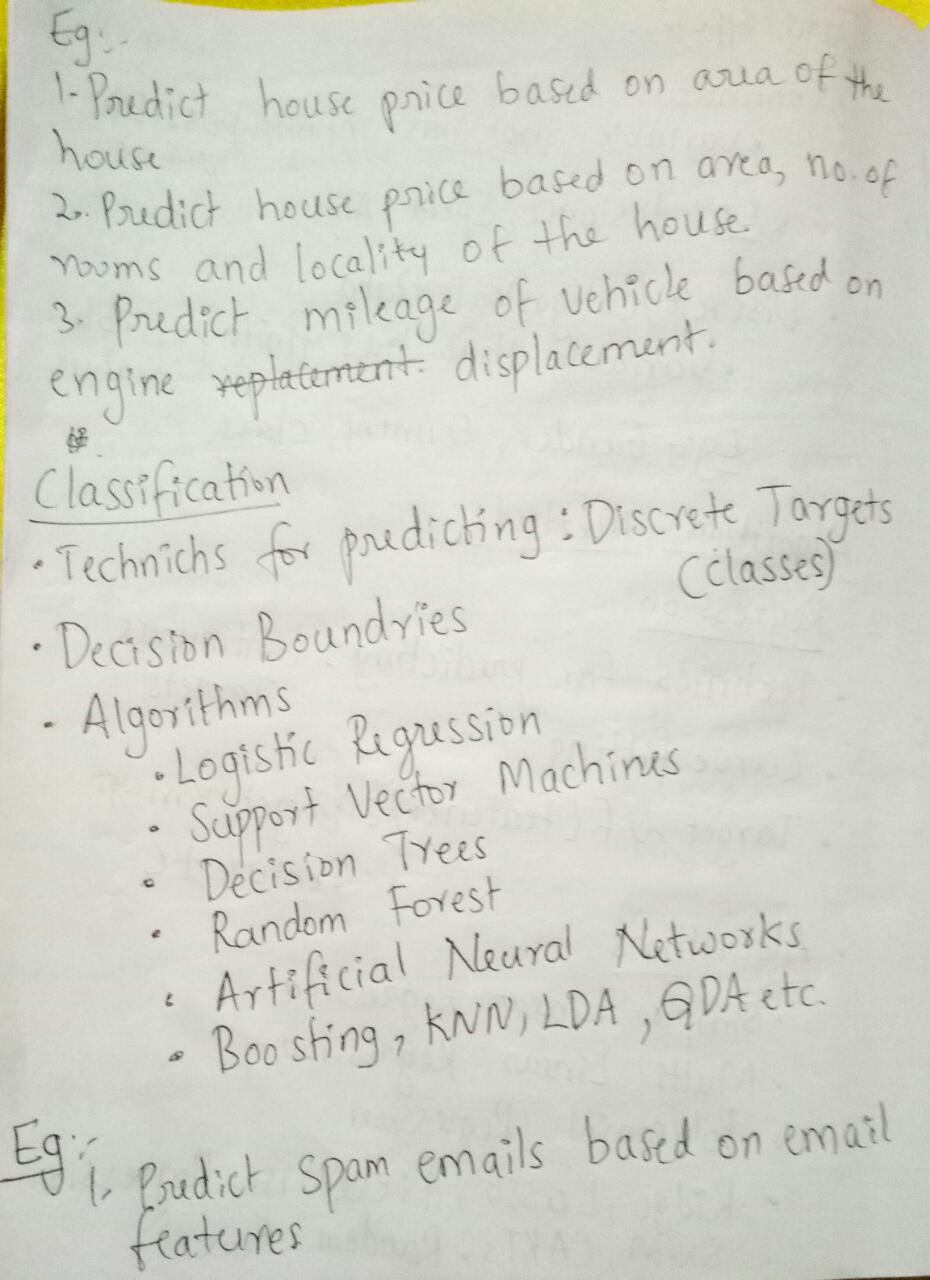 Eg:-
1- Predict house price based on area of the
house
2. Predict house price based on area, no. of
rooms and locality of the house
3. Predict mileage of vehicle based on
engine replacement. displacement.
Classification
• Technichs for predicting : Discrete Targets
(classes)
• Decision Boundries
• Algorithms
• Logistic Regression
• Support Vector Machines
• Decision Trees
• Random Forest
• Artificial Neural Networks
• Boosting, KNN, LDA, QDA etc.
Eg:-
1. Predict Spam emails based on email
features